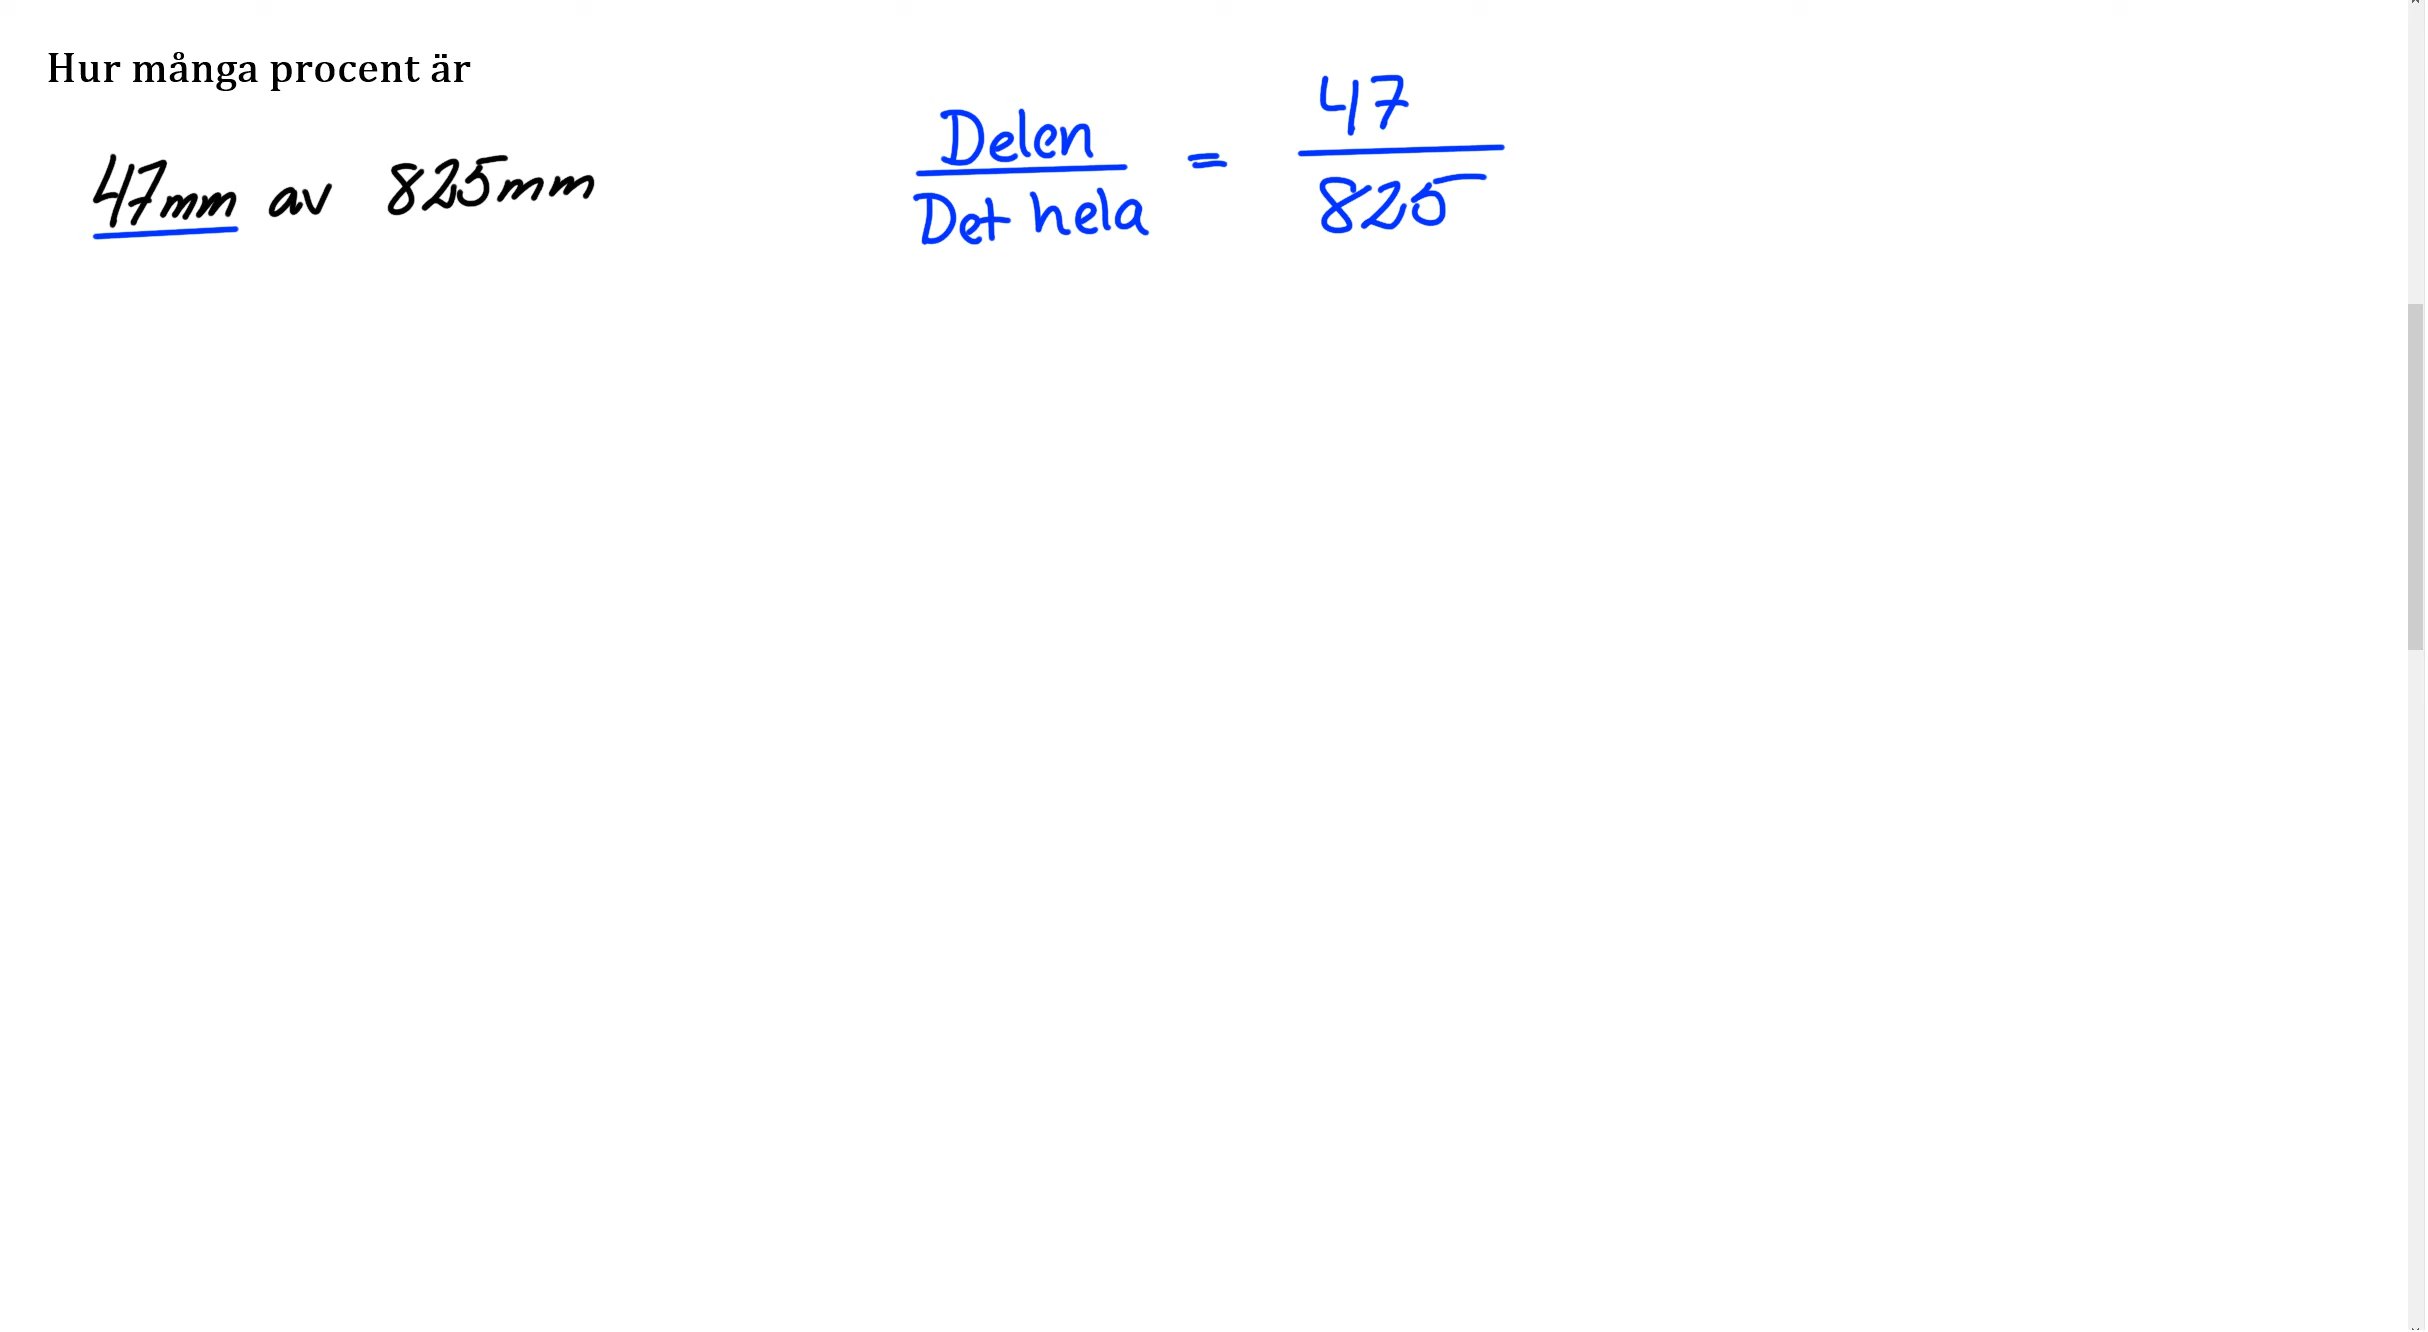 Hur många procent är
47mm av 825mm
Delen = 47
Det hela 825